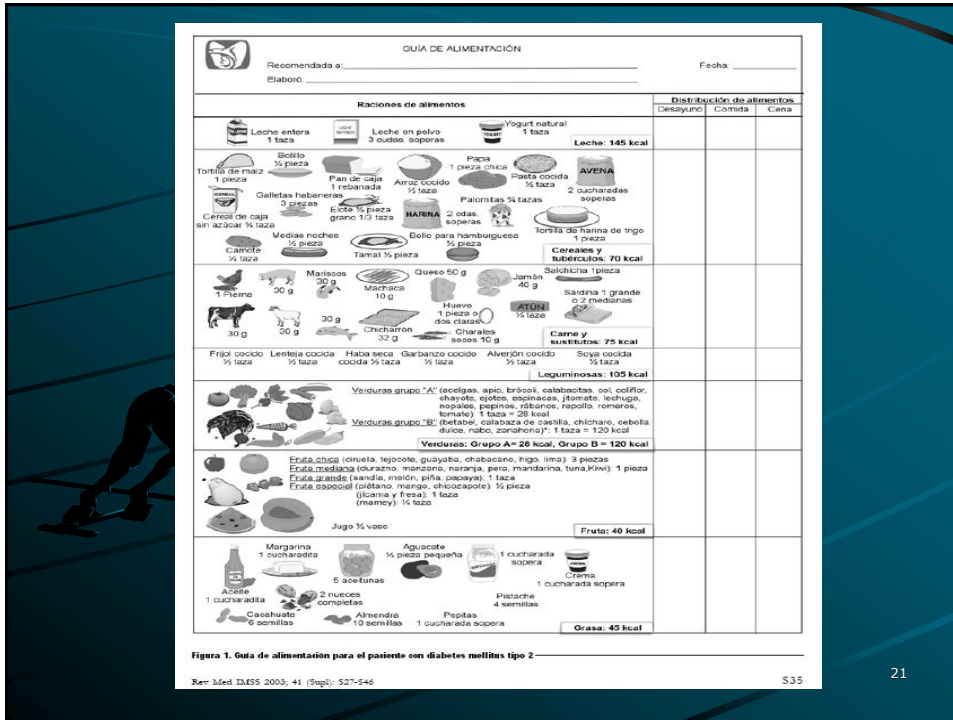 GUÍA DE ALIMENTACIÓN
Recomendada a:
Fecha:
Elaboró:
Raciones de alimentos
Distribución de alimentos
Desayuno Comida Cena
Leche entera
1 taza
Leche en polvo
3 cudas. soperas
Yogurt natural
1 taza
Leche: 145 kcal
Tortilla de maíz
1 pieza
Bolillo
½ pieza
Pan de caja
1 rebanada
Arroz cocido
½ taza
Papa
1 pieza chica
Pasta cocida
½ taza
AVENA
2 cucharadas
soperas
CEREAL
Cereal de caja
sin azúcar ½ taza
Galletas habaneras
3 piezas
Elote ½ pieza
grano 1/3 taza
HARINA
2 cdas.
soperas
Palomitas ¾ tazas
Tortilla de harina de trigo
1 pieza
Camote
¼ taza
Medias noches
½ pieza
Tamal ½ pieza
Bollo para hamburguesa
½ pieza
Cereales y
tubérculos: 70 kcal
1 Pierna
30 g
Mariscos
30 g
Machaca
10 g
Queso 50 g
Jamón
40 g
Salchicha 1pieza
30 g
30 g
30 g
Chicharrón
32 g
Huevo
1 pieza o
dos claras
Charales
secos 10 g
ATÚN
¼ taza
Sardina 1 grande
o 2 medianas
Carne y
sustitutos: 75 kcal
Frijol cocido Lenteja cocida Haba seca Garbanzo cocido Alverjón cocido Soya cocida
½ taza ½ taza cocida ½ taza ½ taza ½ taza ½ taza
Leguminosas: 105 kcal
Verduras grupo "A" (acelgas, apio, brócoli, calabacitas, col, coliflor,
chayote, ejotes, espinacas, jitomate, lechuga,
nopales, pepinos, rábanos, repollo, romeros,
tomate): 1 taza = 28 kcal
Verduras grupo "B" (betabel, calabaza de castilla, chícharo, cebolla
dulce, nabo, zanahoria)*: 1 taza = 120 kcal
Verduras: Grupo A= 28 kcal, Grupo B = 120 kcal
Fruta chica (ciruela, tejocote, guayaba, chabacano, higo, lima): 3 piezas
Fruta mediana (durazno, manzana, naranja, pera, mandarina, tuna,Kiwi): 1 pieza
Fruta grande (sandía, melón, piña, papaya): 1 taza
Fruta especial (plátano, mango, chicozapote): ½ pieza
(jícama y fresa): 1 taza
(mamey): ¼ taza
Jugo ½ vaso
Fruta: 40 kcal
Margarina
1 cucharadita
5 aceitunas
Aguacate
½ pieza pequeña
1 cucharada
sopera
Crema
1 cucharada sopera
Aceite
1 cucharadita
2 nueces
completas
Pistache
4 semillas
Cacahuate
6 semillas
Almendra
10 semillas
Pepitas
1 cucharada sopera
Grasa: 45 kcal
Figura 1. Guía de alimentación para el paciente con diabetes mellitus tipo 2
Rev Med IMSS 2003; 41 (Supl): S27-S46
S35
21